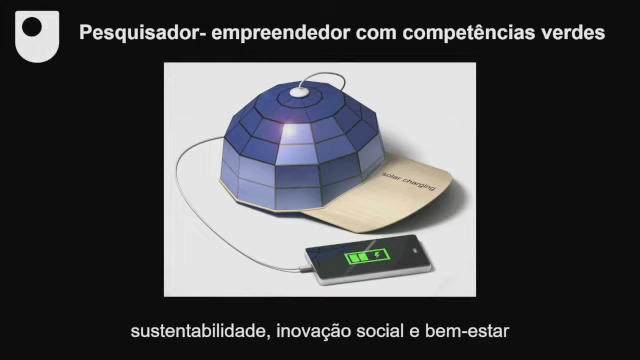 Pesquisador- empreendedor com competências verdes
solar charging
sustentabilidade, inovação social e bem-estar